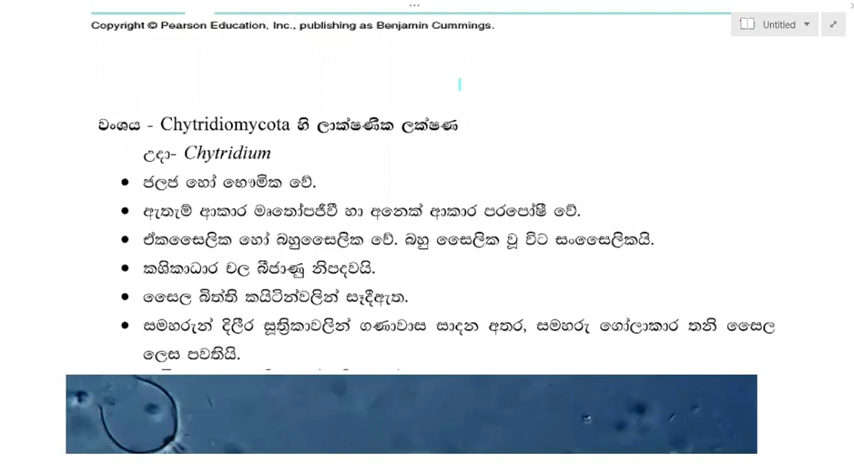 Copyright © Pearson Education, Inc., publishing as Benjamin Cummings.
Untitled
වංශය - Chytridiomycota හි ලාක්ෂණික ලක්ෂණ
උදා- Chytridium
• ජලජ හෝ භෞමික වේ.
• ඇතැම් ආකාර මෘතෝපජීවී හා අනෙක් ආකාර පරපෝෂී වේ.
• ඒකසෛලික හෝ බහුසෛලික වේ. බහු සෛලික වූ විට සංසෛලිකයි.
• කශිකාධාර චල බීජාණු නිපදවයි.
• සෛල බිත්ති කයිටින්වලින් සෑදීඇත.
• සමහරුන් දිලීර සූත්‍රිකාවලින් ගණාවාස සාදන අතර, සමහරු ගෝලාකාර තනි සෛල
ලෙස පවතියි.